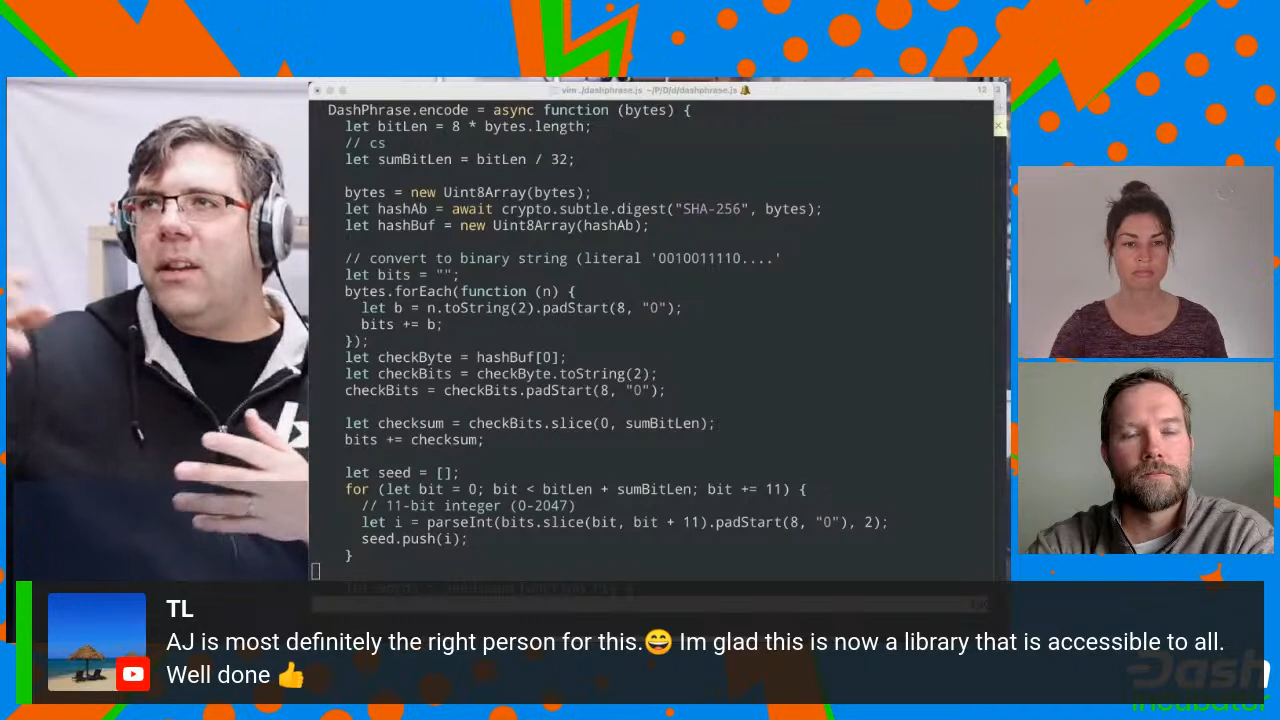 vim ./dashphrase.js ~/P/D/d/dashphrase.js
DashPhrase.encode = async function (bytes) {
let bitLen = 8 * bytes.length;
// cs
let sumBitLen = bitLen / 32;
bytes = new Uint8Array(bytes);
let hashAb = await crypto.subtle.digest("SHA-256", bytes);
let hashBuf = new Uint8Array(hashAb);
// convert to binary string (literal '0010011110....'
let bits = "";
bytes.forEach(function (n) {
let b = n.toString(2).padStart(8, "0");
bits += b;
});
let checkByte = hashBuf[0];
let checkBits = checkByte.toString(2);
checkBits = checkBits.padStart(8, "0");
let checksum = checkBits.slice(0, sumBitLen);
bits += checksum;
let seed = [];
for (let bit = 0; bit < bitLen + sumBitLen; bit += 11) {
// 11-bit integer (0-2047)
let i = parseInt(bits.slice(bit, bit + 11).padStart(8, "0"), 2);
seed.push(i);
}
TL
AJ is most definitely the right person for this.😄 Im glad this is now a library that is accessible to all.
Well done 👍
Dash
incubator